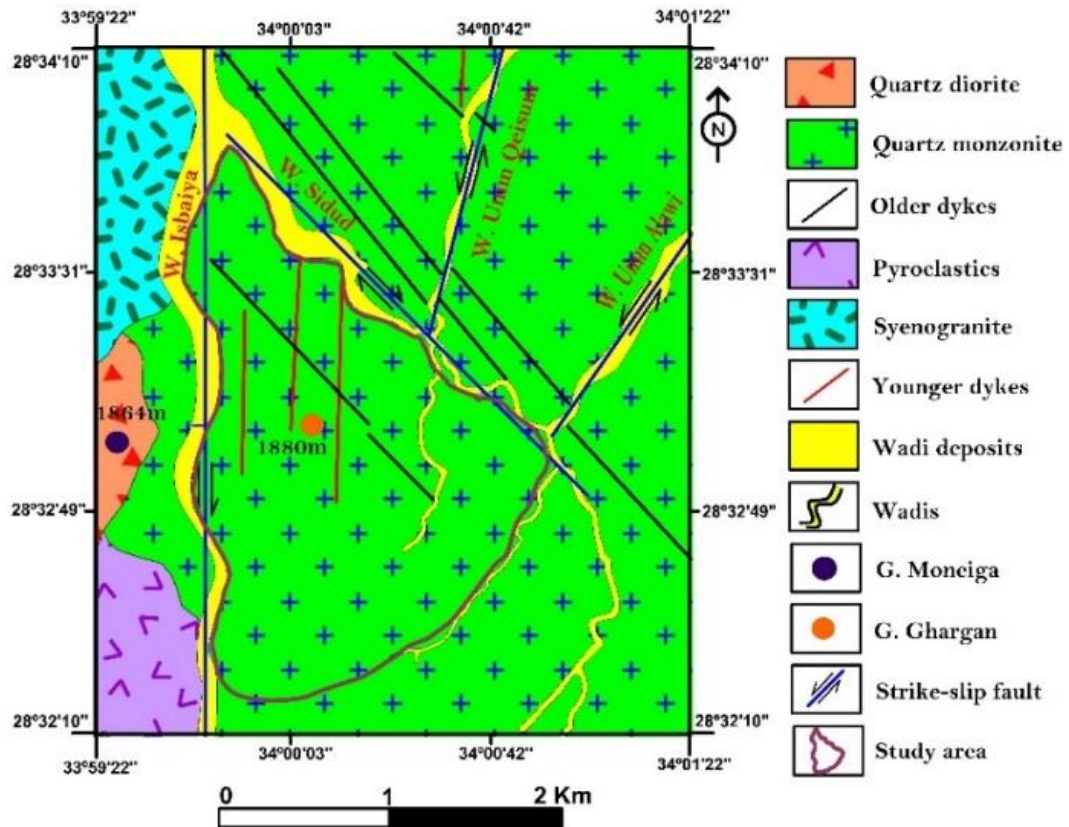 33°59'22"
34°00'03"
34°00'42"
34°01'22"
28°34'10"
28°34'10"
N
W. Isbaiya
W. Sidud
W. Umm Qeisum
W. Umm Alawi
28°33'31"
28°33'31"
1864m
1880m
28°32'49"
28°32'49"
28°32'10"
28°32'10"
33°59'22"
34°00'03"
34°00'42"
34°01'22"
0 1 2 Km
Quartz diorite
Quartz monzonite
Older dykes
Pyroclastics
Syenogranite
Younger dykes
Wadi deposits
Wadis
G. Moneiga
G. Ghargan
Strike-slip fault
Study area